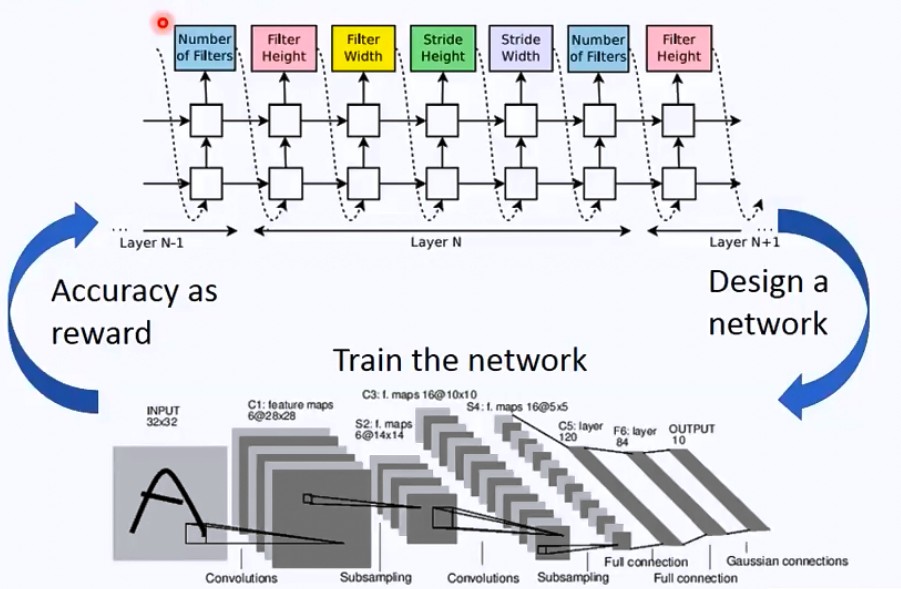 Number
of Filters
Filter
Height
Filter
Width
Stride
Height
Stride
Width
Number
of Filters
Filter
Height
... Layer N-1
Layer N
Layer N+1 ...
Accuracy as
reward
Design a
network
Train the network
INPUT
32x32
C1: feature maps
6@28x28
S2: f. maps
6@14x14
C3: f. maps 16@10x10
S4: f. maps 16@5x5
C5: layer
120
F6: layer
84
OUTPUT
10
Convolutions
Subsampling
Convolutions
Subsampling
Full connection
Full connection
Gaussian connections